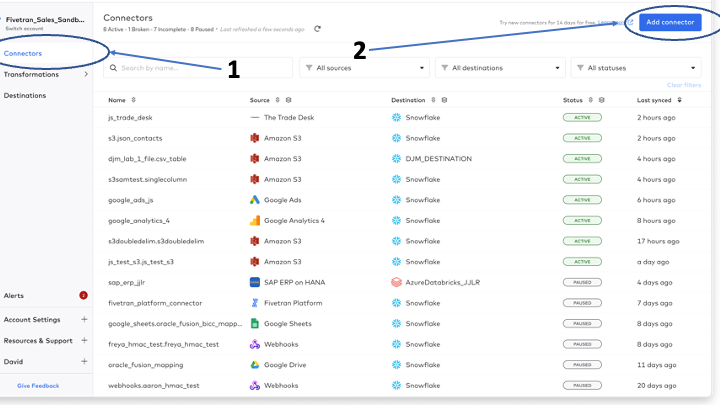 Fivetran_Sales_Sandb...
Switch account
Connectors
Transformations
Destinations
Alerts
2
Account Settings
Resources & Support
David
Give Feedback
Connectors
6 Active • 1 Broken • 7 Incomplete • 8 Paused • Last refreshed a few seconds ago
Try new connectors for 14 days for free.
Add connector
1
2
Search by name...
All sources
All destinations
All statuses
Clear filters
Name Source Destination Status Last synced
js_trade_desk The Trade Desk Snowflake ACTIVE 2 hours ago
s3.json_contacts Amazon S3 Snowflake ACTIVE 2 hours ago
djm_lab_1_file.csv_table Amazon S3 DJM_DESTINATION ACTIVE 4 hours ago
s3samtest.singlecolumn Amazon S3 Snowflake ACTIVE 4 hours ago
google_ads_js Google Ads Snowflake ACTIVE 6 hours ago
google_analytics_4 Google Analytics 4 Snowflake ACTIVE 8 hours ago
s3doubledelim.s3doubledelim Amazon S3 Snowflake ACTIVE 17 hours ago
js_test_s3.js_test_s3 Amazon S3 Snowflake ACTIVE a day ago
sap_erp_jjlr SAP ERP on HANA AzureDatabricks_JJLR PAUSED 4 days ago
fivetran_platform_connector Fivetran Platform Snowflake PAUSED 7 days ago
google_sheets.oracle_fusion_bicc_mapp... Google Sheets Snowflake PAUSED 8 days ago
freya_hmac_test.freya_hmac_test Webhooks Snowflake PAUSED 8 days ago
oracle_fusion_mapping Google Drive Snowflake PAUSED 11 days ago
webhooks.aaron_hmac_test Webhooks Snowflake PAUSED 20 days ago